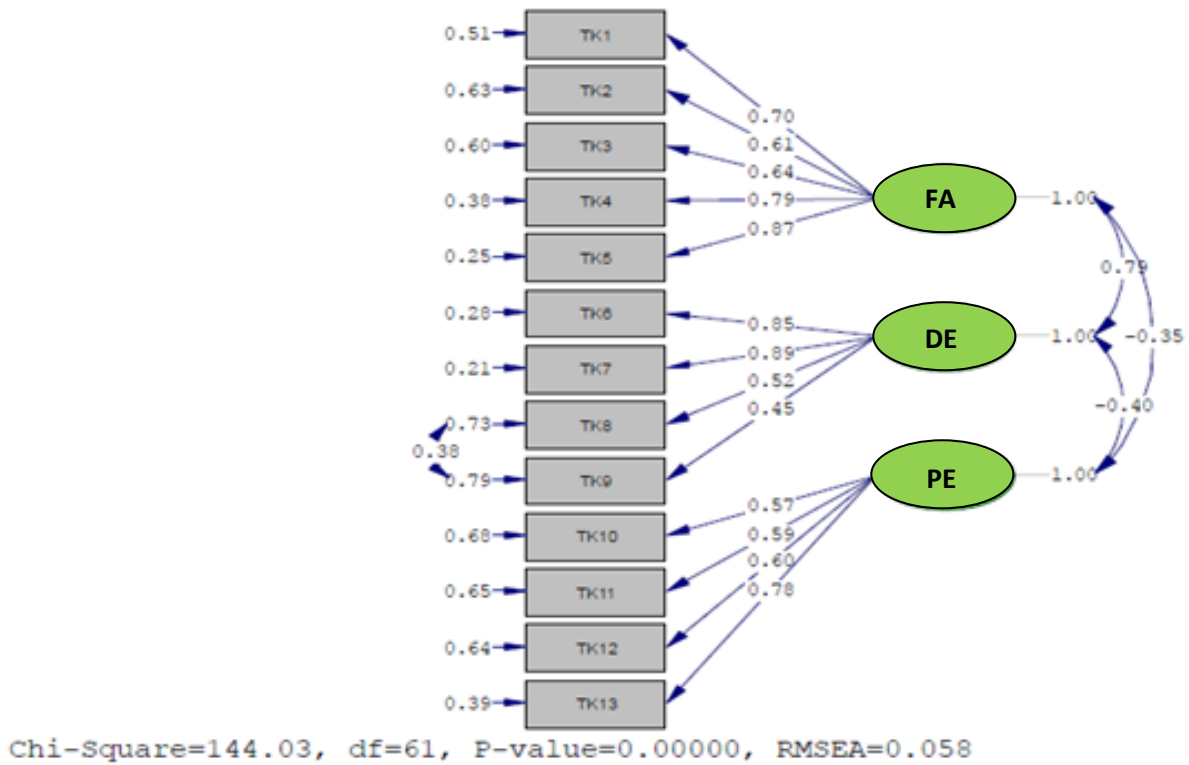 0.51 TK1
0.63 TK2
0.70
0.60 TK3
0.61
0.64
0.38 TK4 0.79 FA 1.00
0.87
0.25 TK5
0.79
0.28 TK6
0.85
DE 1.00 -0.35
0.21 TK7 0.89
0.52
0.45
-0.40
0.73 TK8
0.38
0.79 TK9 PE 1.00
0.57
0.68 TK10 0.59
0.60
0.65 TK11 0.78
0.64 TK12
0.39 TK13
Chi-Square=144.03, df=61, P-value=0.00000, RMSEA=0.058